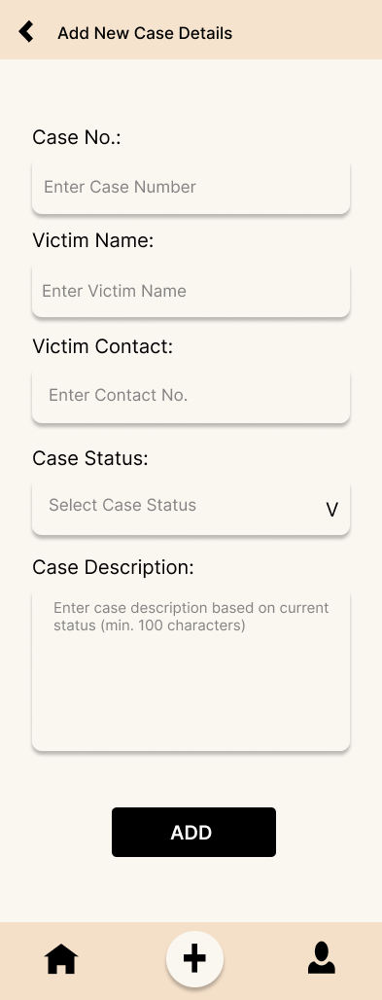 Add New Case Details
Case No.:
Enter Case Number
Victim Name:
Enter Victim Name
Victim Contact:
Enter Contact No.
Case Status:
Select Case Status V
Case Description:
Enter case description based on current
status (min. 100 characters)
ADD